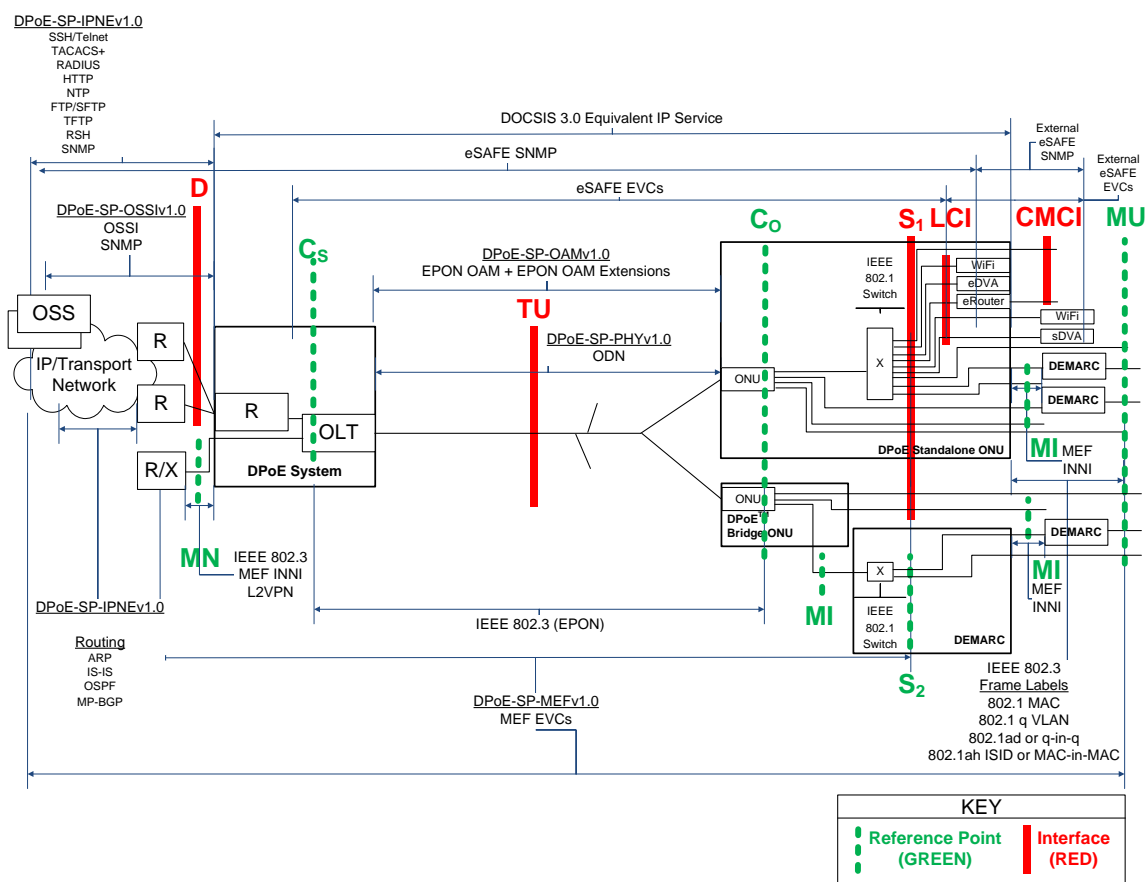 DPoE-SP-IPNEv1.0
SSH/Telnet
TACACS+
RADIUS
HTTP
NTP
FTP/SFTP
TFTP
RSH
SNMP
DOCSIS 3.0 Equivalent IP Service
eSAFE SNMP
External
eSAFE
SNMP
External
eSAFE
EVCs
eSAFE EVCs
D
DPoE-SP-OSSIv1.0
OSSI
SNMP
CS
DPoE-SP-OAMv1.0
EPON OAM + EPON OAM Extensions
CO
S1
LCI
CMCI
MU
IEEE
802.1
Switch
WiFi
eDVA
eRouter
WiFi
sDVA
TU
DPoE-SP-PHYv1.0
ODN
OSS
IP/Transport
Network
R
R
R
OLT
DPoE System
R/X
X
ONU
DEMARC
DEMARC
DPoE Standalone ONU
MI
MEF
INNI
ONU
DPoE™
Bridge ONU
DEMARC
MI
MEF
INNI
MN
IEEE 802.3
MEF INNI
L2VPN
MI
X
IEEE
802.1
Switch
DEMARC
S2
DPoE-SP-IPNEv1.0
Routing
ARP
IS-IS
OSPF
MP-BGP
IEEE 802.3 (EPON)
DPoE-SP-MEFv1.0
MEF EVCs
IEEE 802.3
Frame Labels
802.1 MAC
802.1 q VLAN
802.1ad or q-in-q
802.1ah ISID or MAC-in-MAC
KEY
Reference Point
(GREEN)
Interface
(RED)